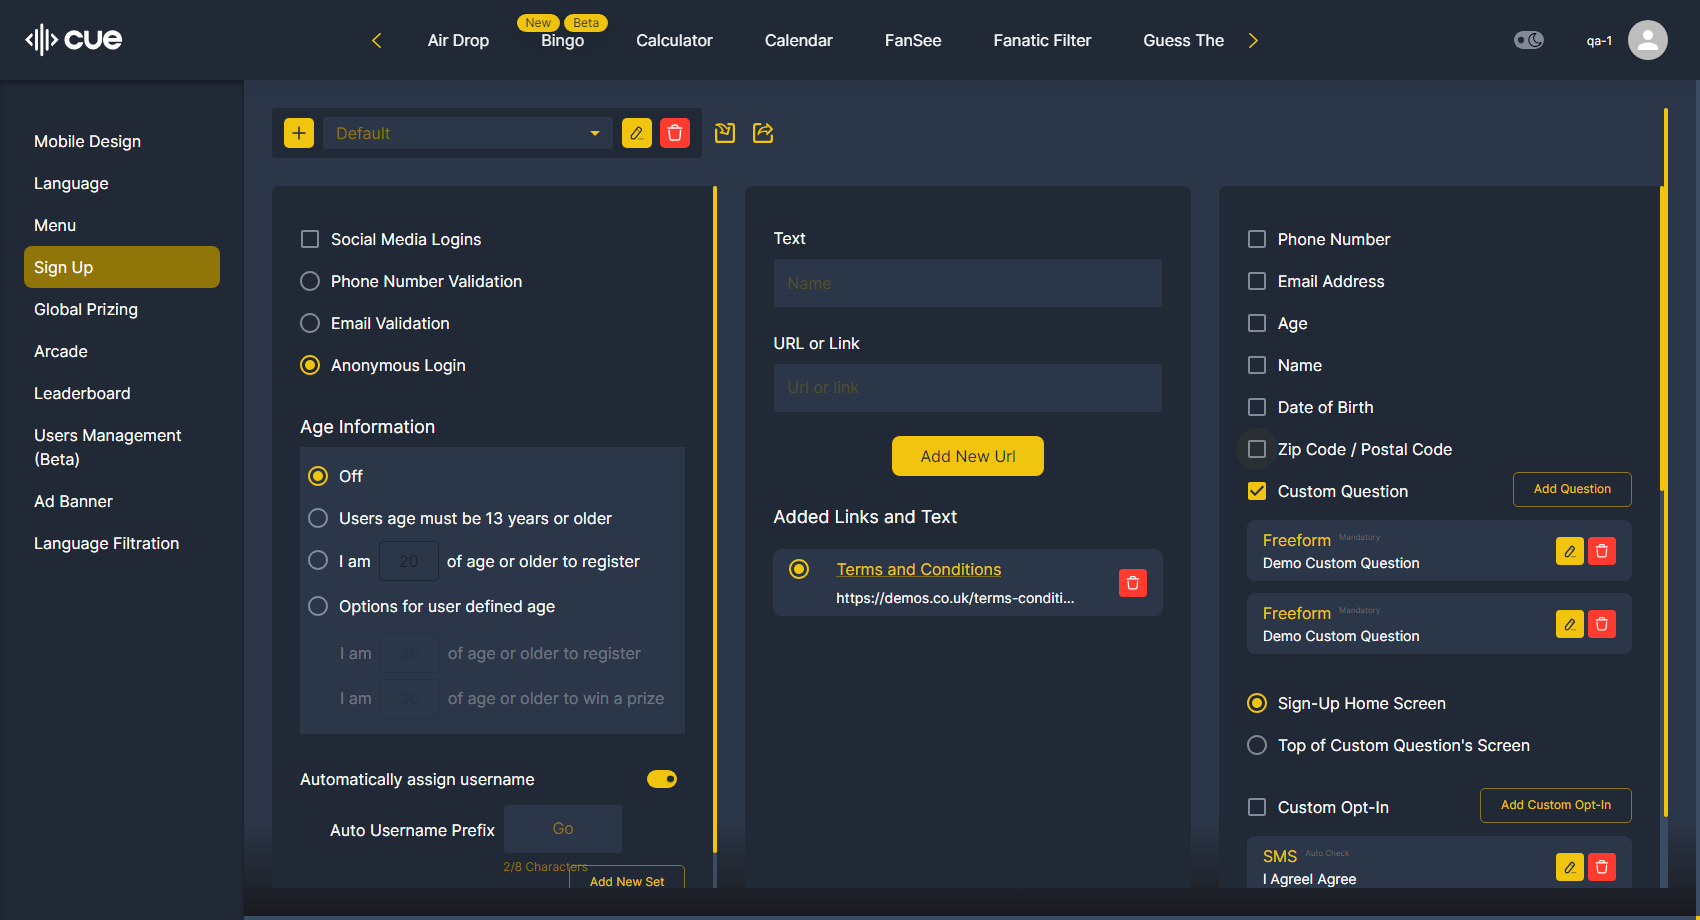 cue
New
Beta
Air Drop
Bingo
Calculator
Calendar
FanSee
Fanatic Filter
Guess The
qa-1
Mobile Design
Language
Menu
Sign Up
Global Prizing
Arcade
Leaderboard
Users Management
(Beta)
Ad Banner
Language Filtration
Default
Social Media Logins
Phone Number Validation
Email Validation
Anonymous Login
Age Information
Off
Users age must be 13 years or older
I am 20 of age or older to register
Options for user defined age
I am 20 of age or older to register
I am 30 of age or older to win a prize
Automatically assign username
Auto Username Prefix Go
2/8 Characters
Add New Set
Text
Name
URL or Link
Url or link
Add New Url
Added Links and Text
Terms and Conditions
https://demos.co.uk/terms-conditi...
Phone Number
Email Address
Age
Name
Date of Birth
Zip Code / Postal Code
Custom Question
Add Question
Freeform Mandatory
Demo Custom Question
Freeform Mandatory
Demo Custom Question
Sign-Up Home Screen
Top of Custom Question's Screen
Custom Opt-In
Add Custom Opt-In
SMS Auto Check
I AgreeI Agree